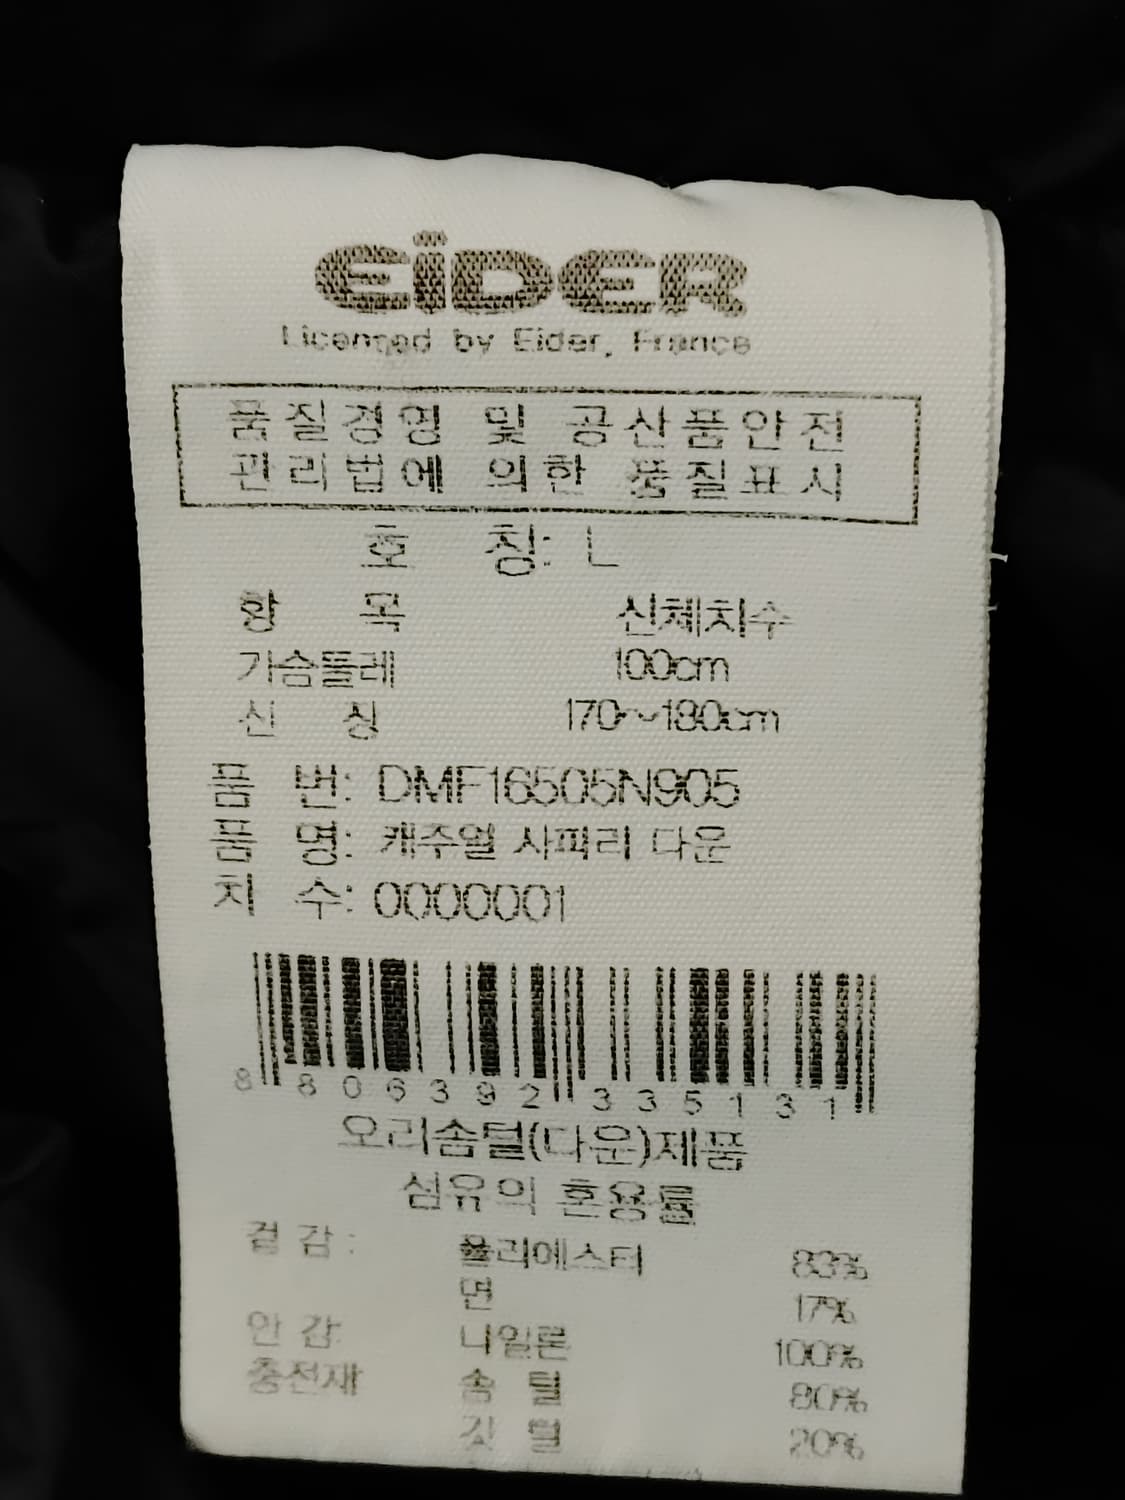 EiDER
Licensed by Eider, France
품질경영 및 공산품안전
관리법에 의한 품질표시
호 칭: L
항 목 신체치수
가슴둘레 100cm
신 장 170~180cm
품 번: DMF16505N905
품 명: 캐주얼 사파리 다운
치 수: 0000001
8 806392 335131
오리솜털(다운)제품
섬유의 혼용률
겉감: 폴리에스터 83%
면 17%
안감: 나일론 100%
충전재 솜 털 80%
깃 털 20%